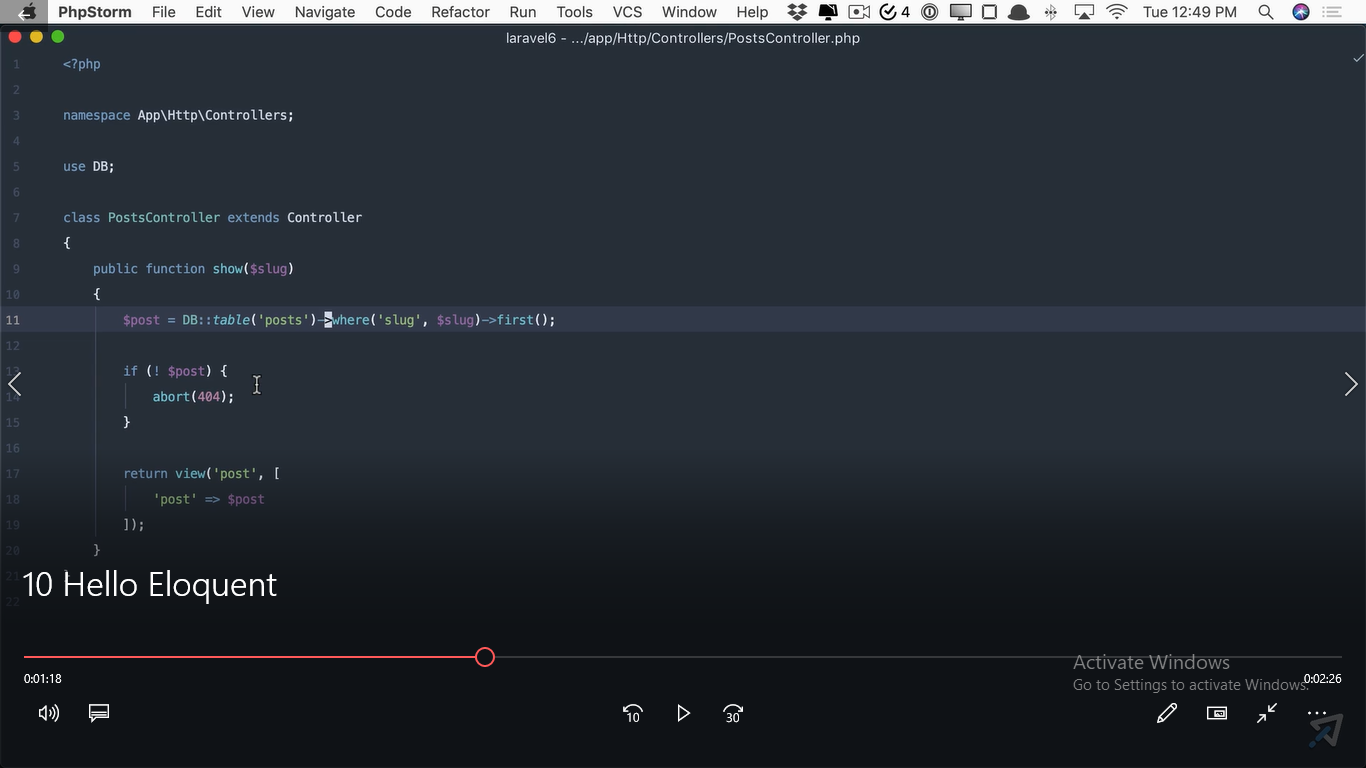 PhpStorm File Edit View Navigate Code Refactor Run Tools VCS Window Help 4 Tue 12:49 PM
laravel6 - .../app/Http/Controllers/PostsController.php
1 <?php
2
3 namespace App\Http\Controllers;
4
5 use DB;
6
7 class PostsController extends Controller
8 {
9 public function show($slug)
10 {
11 $post = DB::table('posts')->where('slug', $slug)->first();
12
13 if (! $post) {
14 abort(404);
15 }
16
17 return view('post', [
18 'post' => $post
19 ]);
20 }
21 }
22
10 Hello Eloquent
Activate Windows
Go to Settings to activate Windows.
0:01:18
0:02:26
10
30